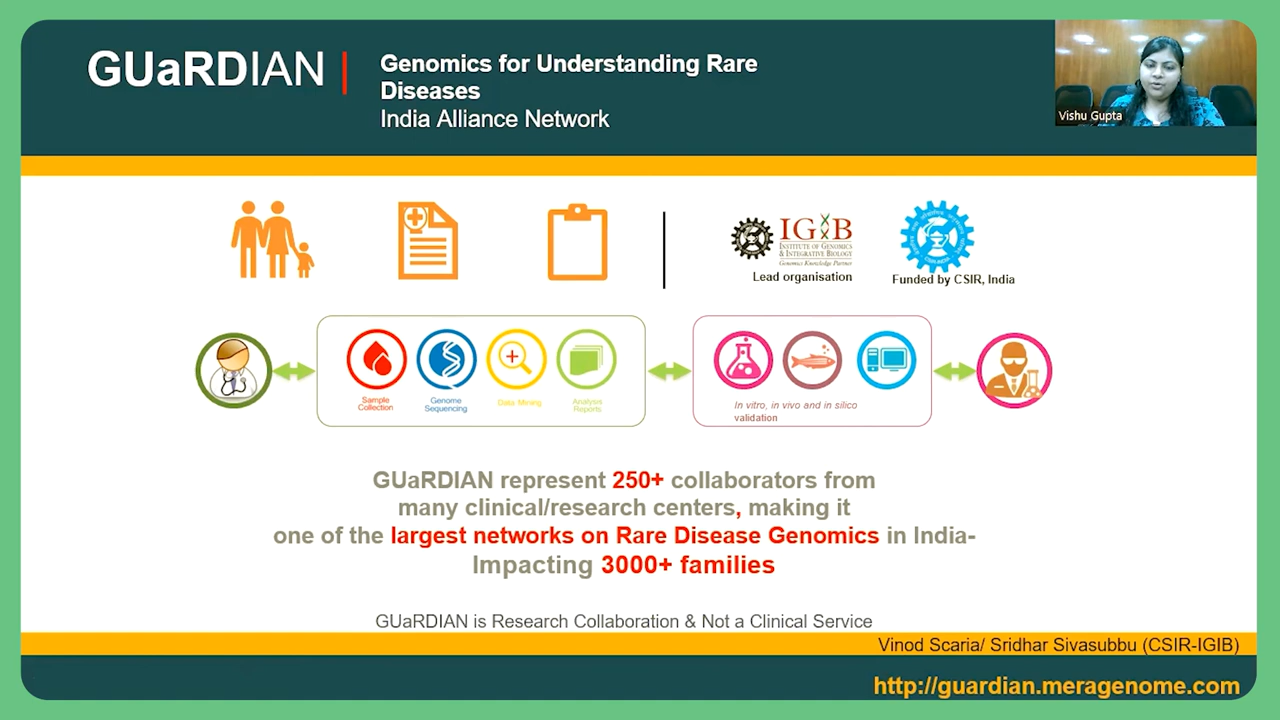 GUaRDIAN
Genomics for Understanding Rare
Diseases
India Alliance Network
Vishu Gupta
IGIB
INSTITUTE OF GENOMICS
& INTEGRATIVE BIOLOGY
Genomics Knowledge Partner
Lead organisation
Funded by CSIR, India
Sample
Collection
Genome
Sequencing
Data Mining
Analysis
Reports
In vitro, in vivo and in silico
validation
GUaRDIAN represent 250+ collaborators from
many clinical/research centers, making it
one of the largest networks on Rare Disease Genomics in India-
Impacting 3000+ families
GUaRDIAN is Research Collaboration & Not a Clinical Service
Vinod Scaria/ Sridhar Sivasubbu (CSIR-IGIB)
http://guardian.meragenome.com